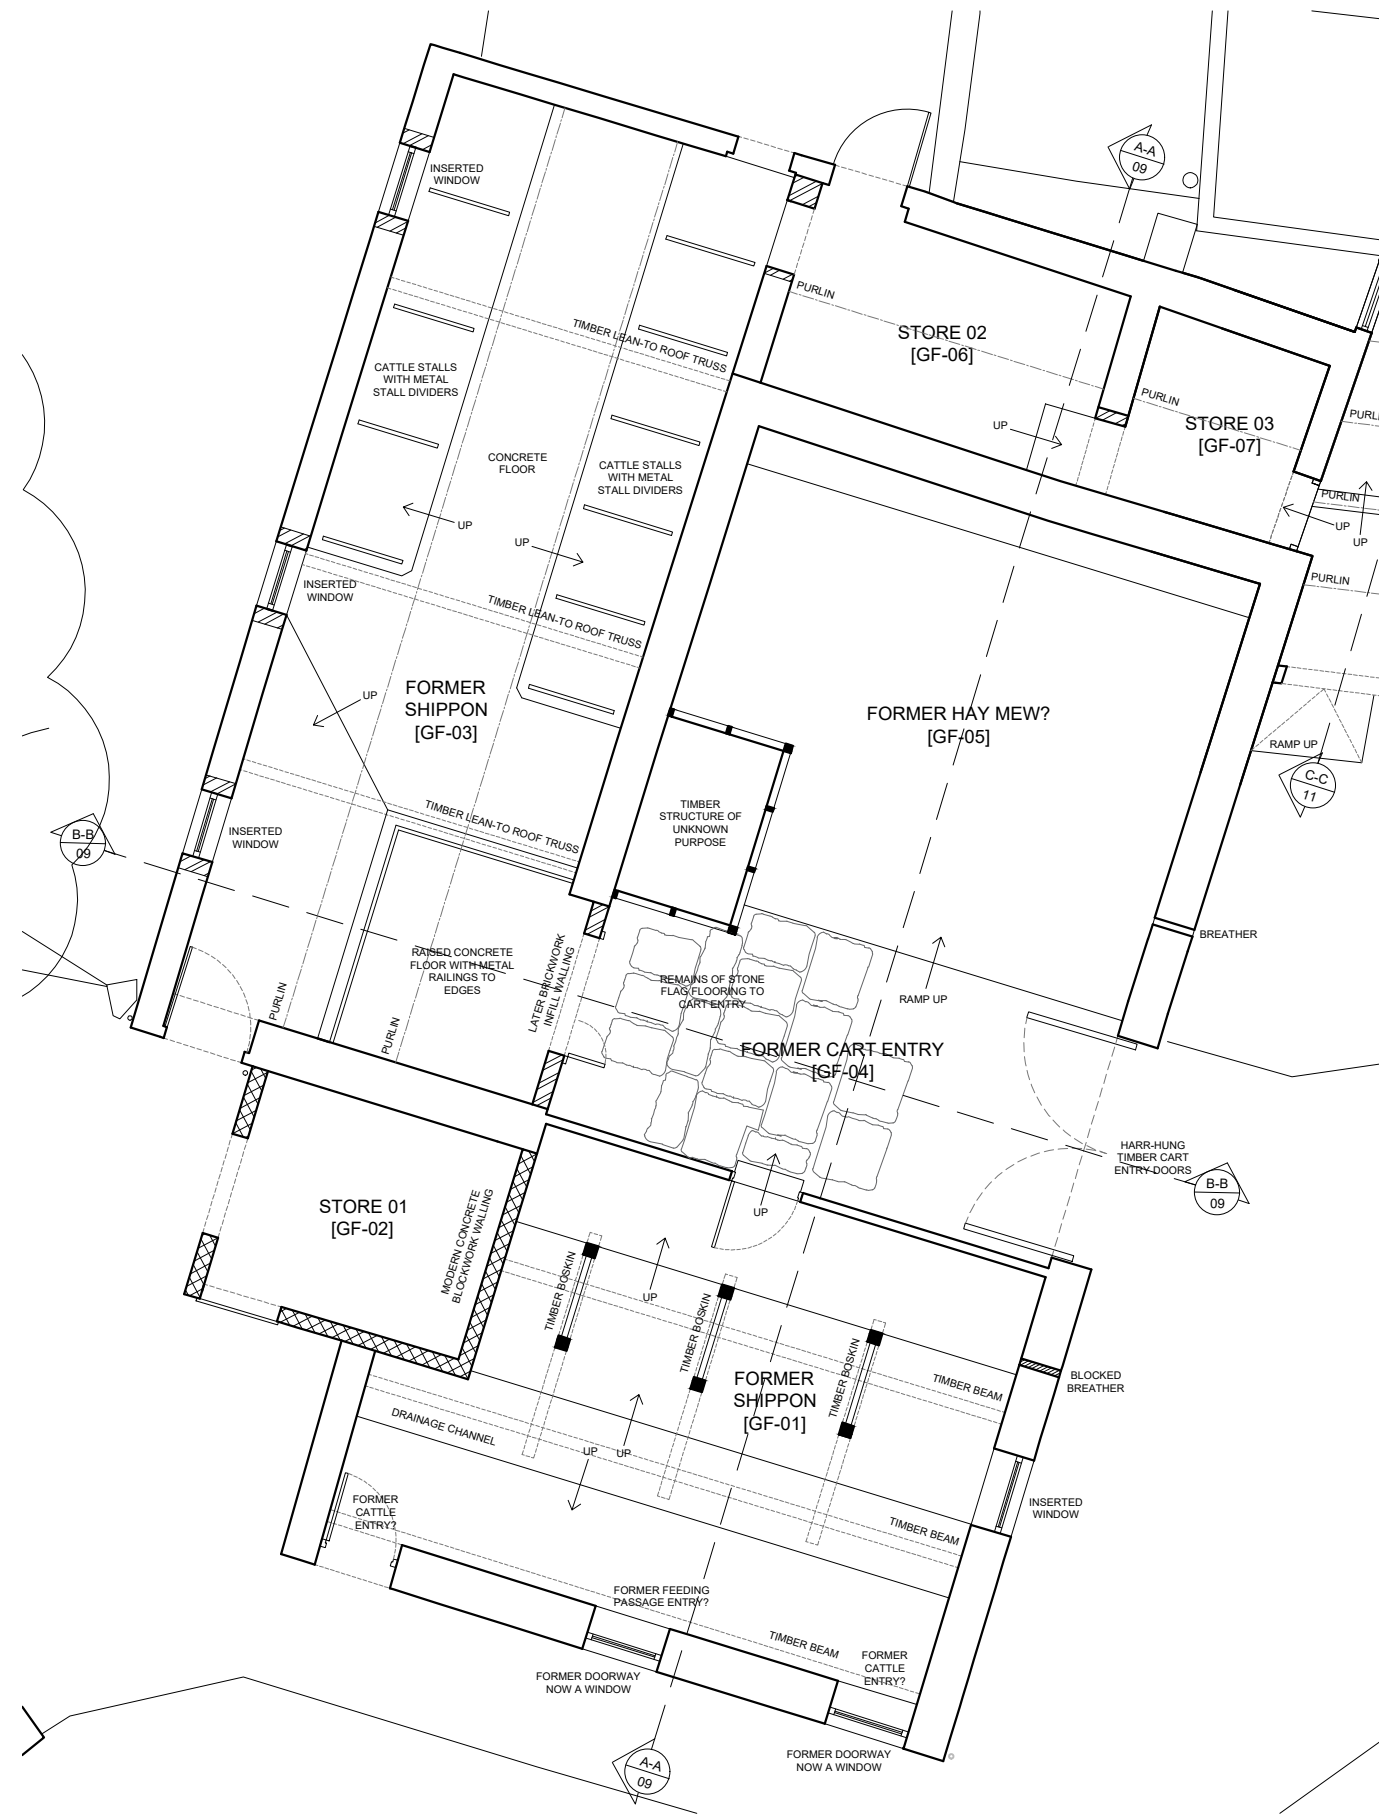 A-A
09
INSERTED
WINDOW
PURLIN
STORE 02
[GF-06]
TIMBER LEAN-TO ROOF TRUSS
CATTLE STALLS
WITH METAL
STALL DIVIDERS
PURLIN
PURLI
STORE 03
[GF-07]
UP
CONCRETE
FLOOR
CATTLE STALLS
WITH METAL
STALL DIVIDERS
PURLIN
UP
UP
UP
UP
PURLIN
INSERTED
WINDOW
TIMBER LEAN-TO ROOF TRUSS
FORMER
SHIPPON
[GF-03]
UP
FORMER HAY MEW?
[GF-05]
RAMP UP
C-C
11
TIMBER
STRUCTURE OF
UNKNOWN
PURPOSE
TIMBER LEAN-TO ROOF TRUSS
INSERTED
WINDOW
B-B
09
BREATHER
RAISED CONCRETE
FLOOR WITH METAL
RAILINGS TO
EDGES
LATER BRICKWORK
INFILL WALLING
REMAINS OF STONE
FLAG FLOORING TO
CART ENTRY
RAMP UP
PURLIN
PURLIN
FORMER CART ENTRY
[GF-04]
HARR-HUNG
TIMBER CART
ENTRY DOORS
B-B
09
STORE 01
[GF-02]
MODERN CONCRETE
BLOCKWORK WALLING
UP
UP
TIMBER BOSKIN
TIMBER BOSKIN
TIMBER BOSKIN
FORMER
SHIPPON
[GF-01]
TIMBER BEAM
BLOCKED
BREATHER
DRAINAGE CHANNEL
UP
UP
FORMER
CATTLE
ENTRY?
INSERTED
WINDOW
TIMBER BEAM
FORMER FEEDING
PASSAGE ENTRY?
TIMBER BEAM
FORMER
CATTLE
ENTRY?
FORMER DOORWAY
NOW A WINDOW
FORMER DOORWAY
NOW A WINDOW
A-A
09